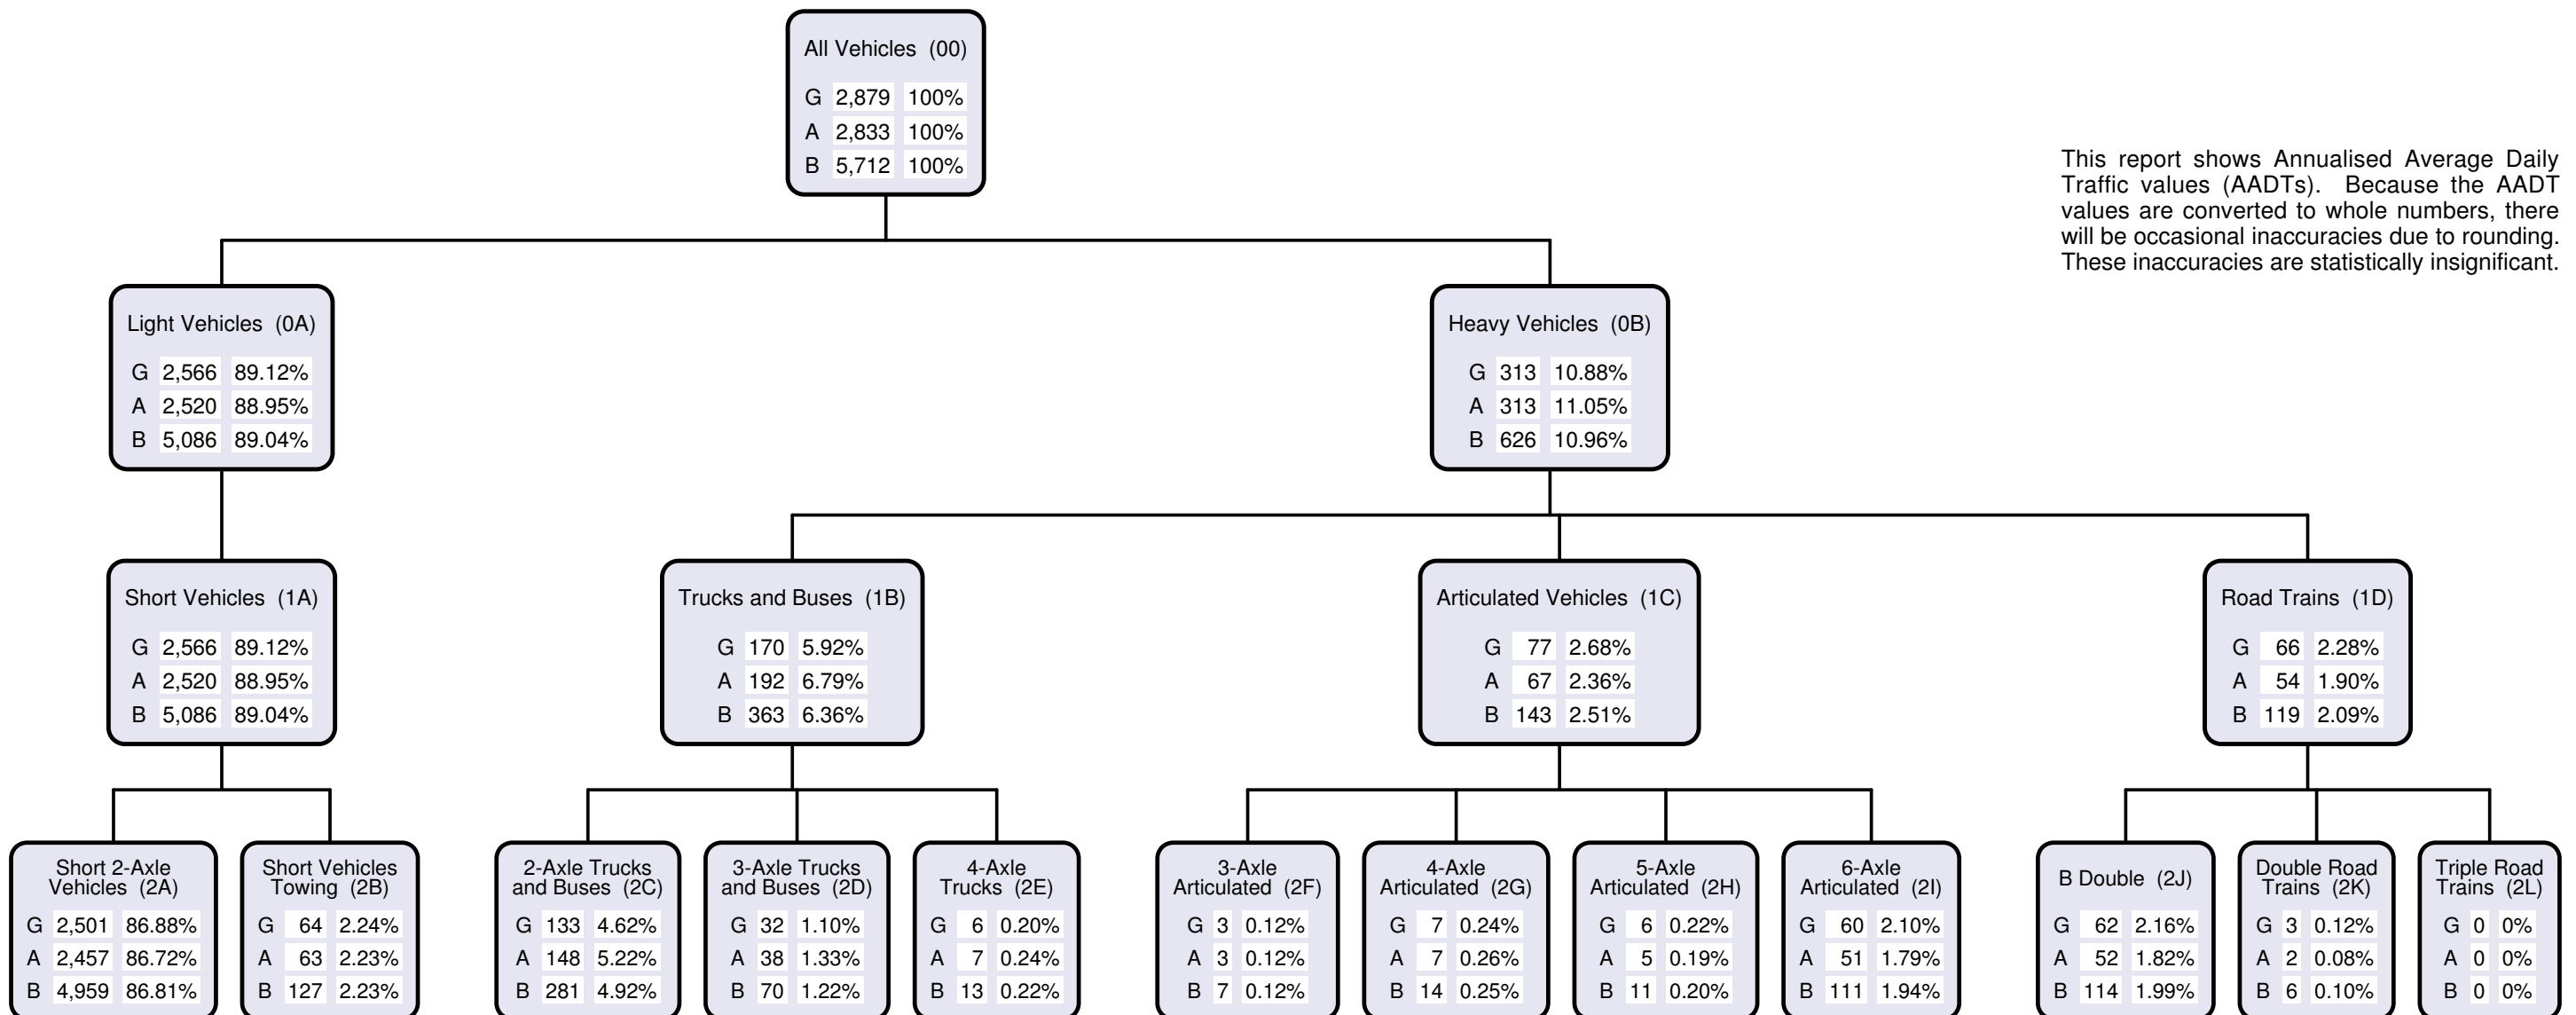 All Vehicles (00)
G 2,879 100%
A 2,833 100%
B 5,712 100%
This report shows Annualised Average Daily
Traffic values (AADTs). Because the AADT
values are converted to whole numbers, there
will be occasional inaccuracies due to rounding.
These inaccuracies are statistically insignificant.
Light Vehicles (0A)
G 2,566 89.12%
A 2,520 88.95%
B 5,086 89.04%
Heavy Vehicles (0B)
G 313 10.88%
A 313 11.05%
B 626 10.96%
Short Vehicles (1A)
G 2,566 89.12%
A 2,520 88.95%
B 5,086 89.04%
Trucks and Buses (1B)
G 170 5.92%
A 192 6.79%
B 363 6.36%
Articulated Vehicles (1C)
G 77 2.68%
A 67 2.36%
B 143 2.51%
Road Trains (1D)
G 66 2.28%
A 54 1.90%
B 119 2.09%
Short 2-Axle
Vehicles (2A)
G 2,501 86.88%
A 2,457 86.72%
B 4,959 86.81%
Short Vehicles
Towing (2B)
G 64 2.24%
A 63 2.23%
B 127 2.23%
2-Axle Trucks
and Buses (2C)
G 133 4.62%
A 148 5.22%
B 281 4.92%
3-Axle Trucks
and Buses (2D)
G 32 1.10%
A 38 1.33%
B 70 1.22%
4-Axle
Trucks (2E)
G 6 0.20%
A 7 0.24%
B 13 0.22%
3-Axle
Articulated (2F)
G 3 0.12%
A 3 0.12%
B 7 0.12%
4-Axle
Articulated (2G)
G 7 0.24%
A 7 0.26%
B 14 0.25%
5-Axle
Articulated (2H)
G 6 0.22%
A 5 0.19%
B 11 0.20%
6-Axle
Articulated (2I)
G 60 2.10%
A 51 1.79%
B 111 1.94%
B Double (2J)
G 62 2.16%
A 52 1.82%
B 114 1.99%
Double Road
Trains (2K)
G 3 0.12%
A 2 0.08%
B 6 0.10%
Triple Road
Trains (2L)
G 0 0%
A 0 0%
B 0 0%